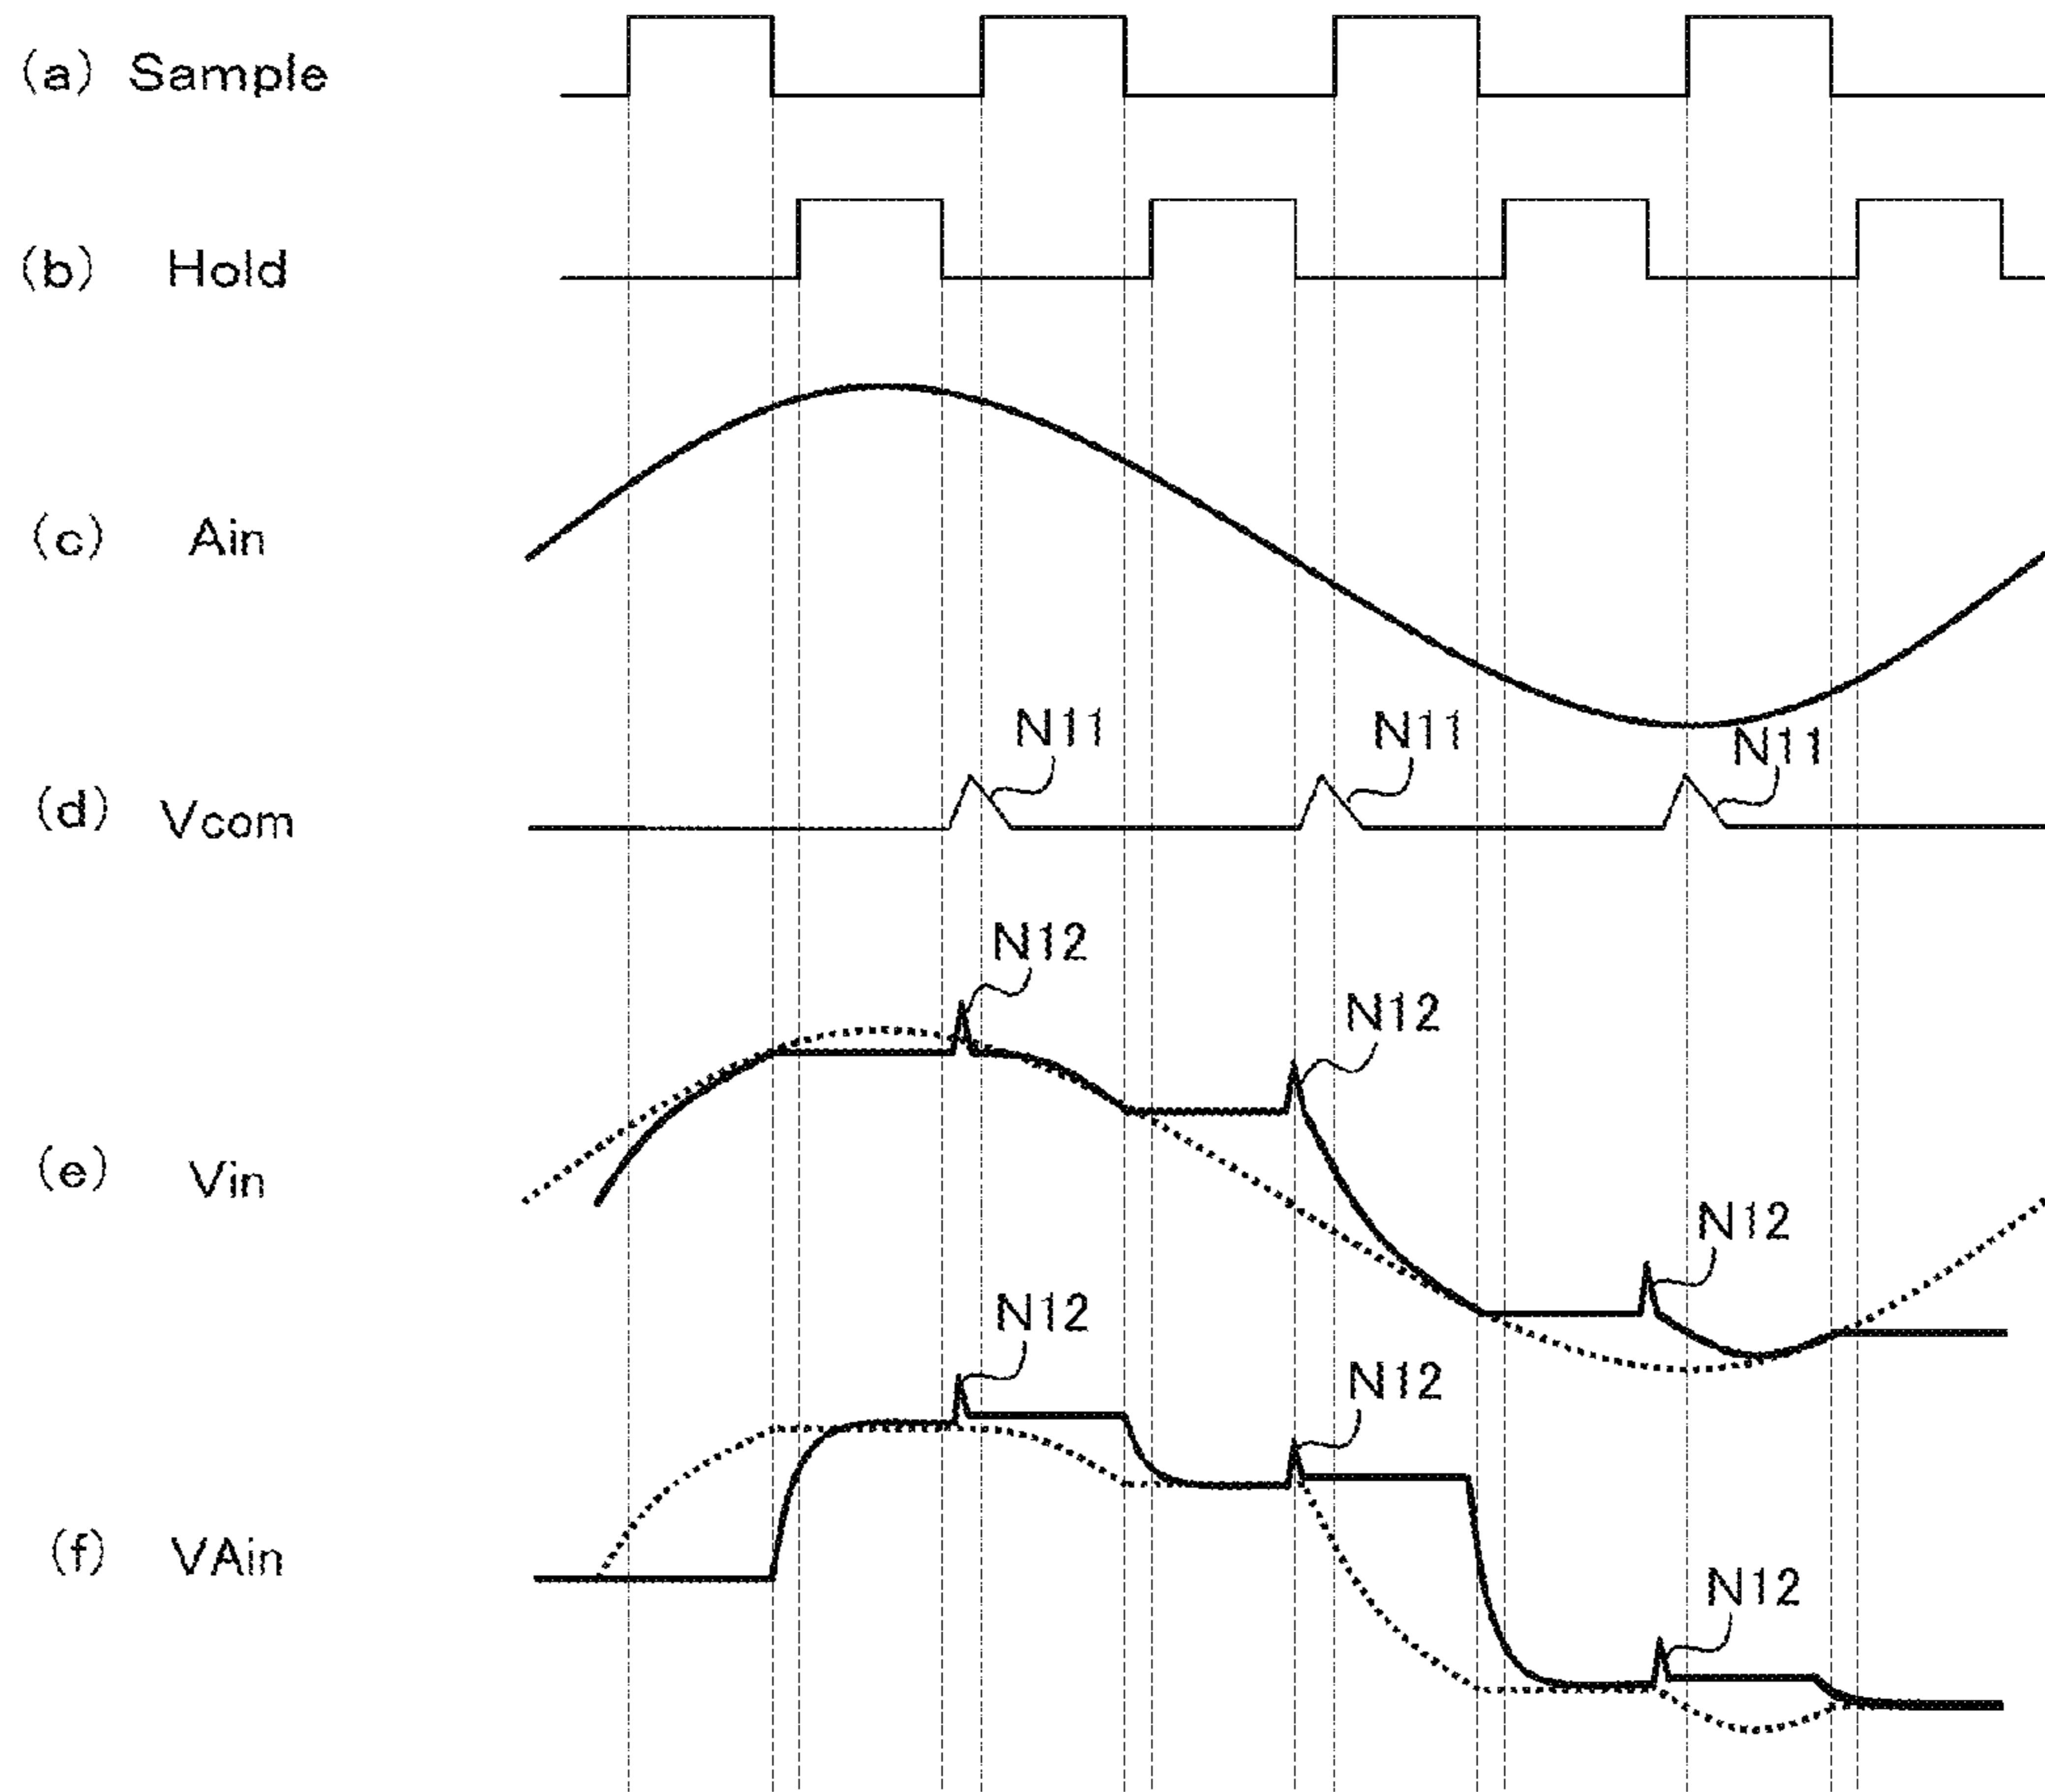 (a) Sample
(b) Hold
(c) Ain
N11 N11 N11
(d) Vcom
N12
N12
(e) Vin
N12
N12
N12
(f) VAin
N12